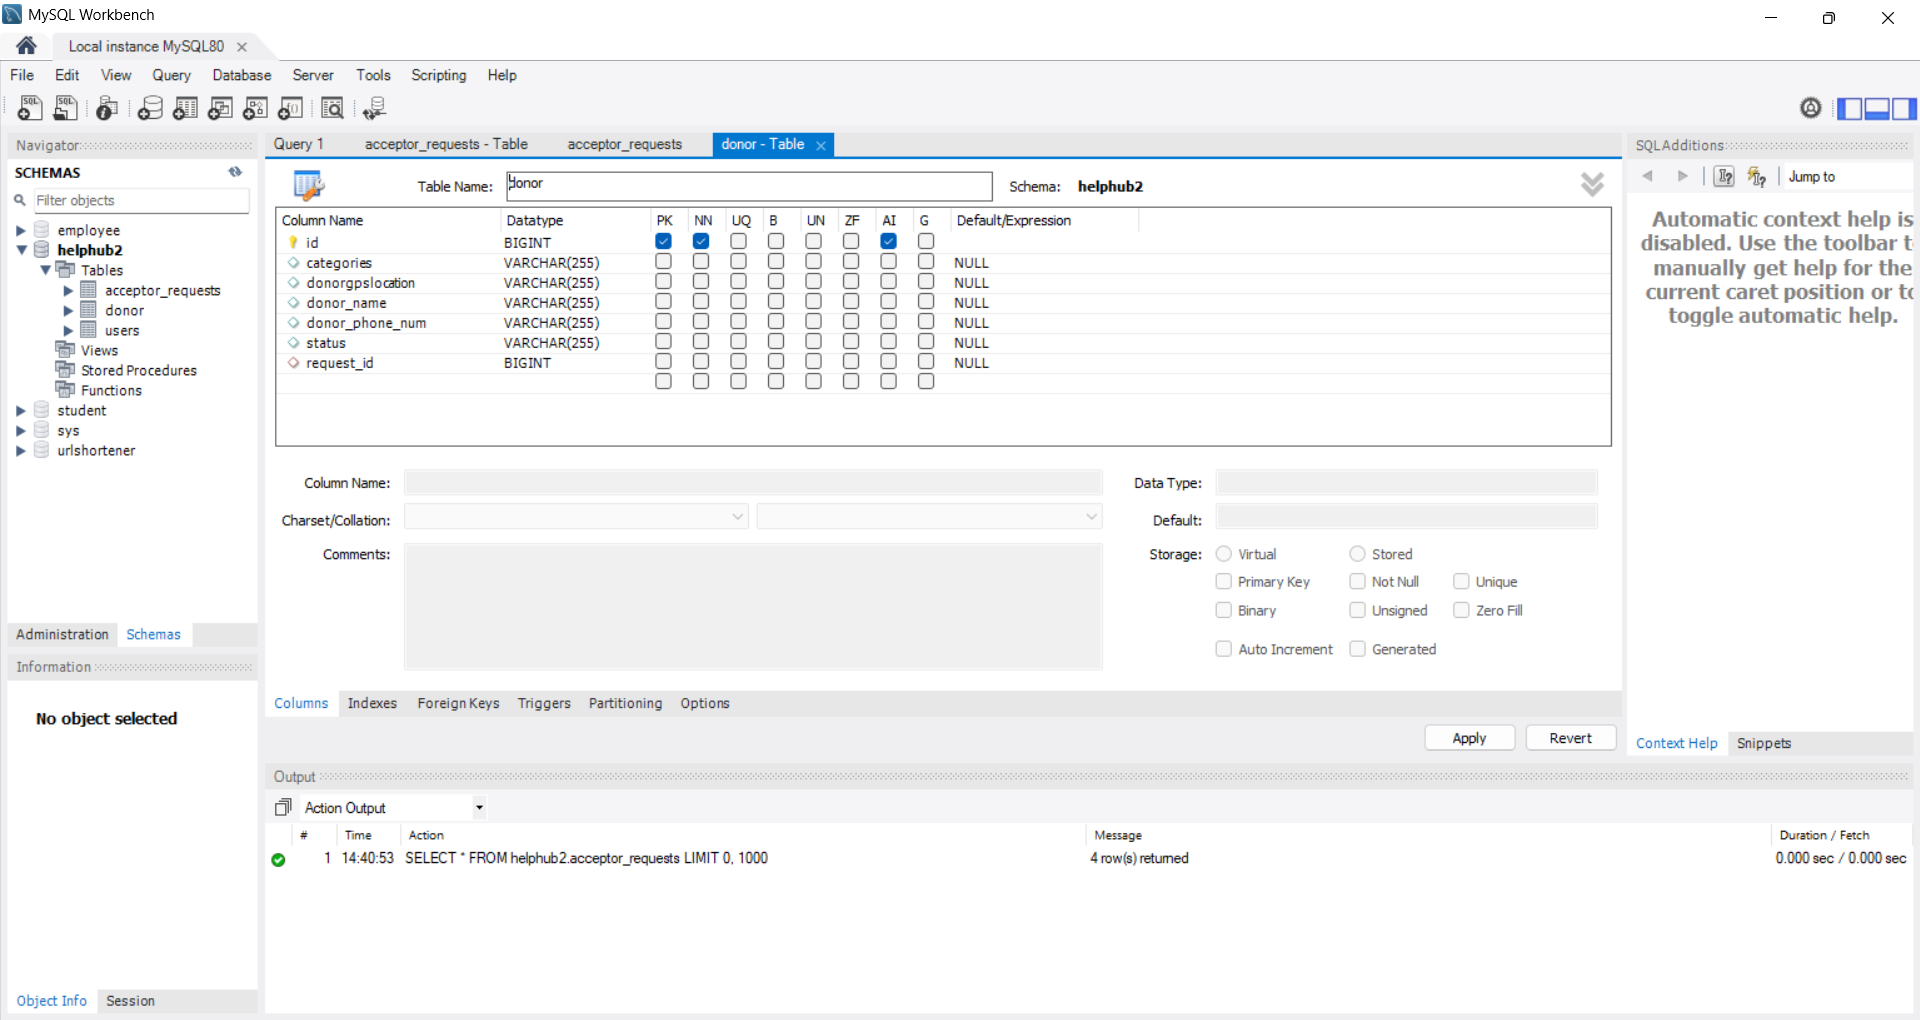 MySQL Workbench
Local instance MySQL80
File Edit View Query Database Server Tools Scripting Help
Navigator
SCHEMAS
Filter objects
employee
helphub2
Tables
acceptor_requests
donor
users
Views
Stored Procedures
Functions
student
sys
urlshortener
Administration Schemas
Information
No object selected
Object Info Session
Query 1 acceptor_requests - Table acceptor_requests donor - Table
Table Name: donor Schema: helphub2
Column Name Datatype PK NN UQ B UN ZF AI G Default/Expression
id BIGINT
categories VARCHAR(255) NULL
donorgpslocation VARCHAR(255) NULL
donor_name VARCHAR(255) NULL
donor_phone_num VARCHAR(255) NULL
status VARCHAR(255) NULL
request_id BIGINT NULL
Column Name: Data Type:
Charset/Collation: Default:
Comments: Storage: Virtual Stored
Primary Key Not Null Unique
Binary Unsigned Zero Fill
Auto Increment Generated
Columns Indexes Foreign Keys Triggers Partitioning Options
Apply Revert
Output
Action Output
# Time Action Message Duration / Fetch
1 14:40:53 SELECT * FROM helphub2.acceptor_requests LIMIT 0, 1000 4 row(s) returned 0.000 sec / 0.000 sec
SQLAdditions
Jump to
Automatic context help is
disabled. Use the toolbar t
manually get help for the
current caret position or to
toggle automatic help.
Context Help Snippets